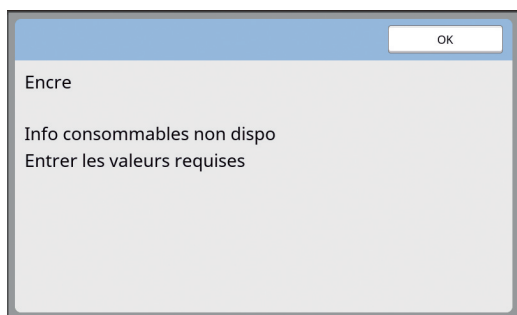 OK
Encre
Info consommables non dispo
Entrer les valeurs requises